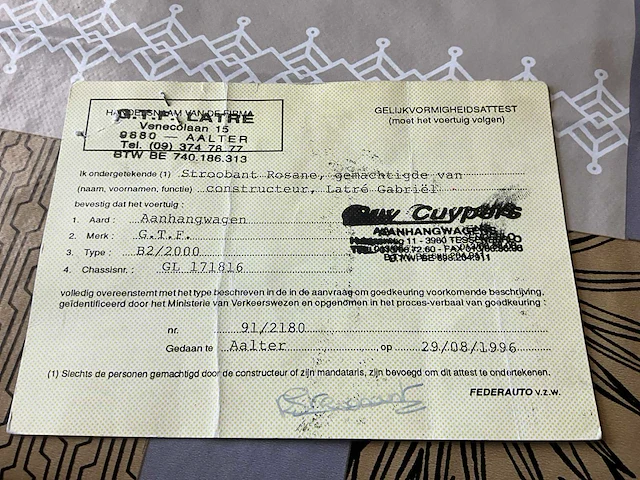 HANDELSNAAM VAN DE FIRMA
G.T.F. LATRE
Venecolaan 15
9880 — AALTER
Tel. (09) 374 78 77
BTW BE 740.186.313
GELIJKVORMIGHEIDSATTEST
(moet het voertuig volgen)
Ik ondergetekende (1) Stroobant Rosane, gemachtigde van
(naam, voornamen, functie) constructeur, Latré Gabriël
bevestig dat het voertuig :
1. Aard : Aanhangwagen
2. Merk : G.T.F.
3. Type : B2/2000
4. Chassisnr. : GL 171816
Guy Cuypers
AANHANGWAGENS
11 - 3980 TESSENDERLO
volledig overeenstemt met het type beschreven in de in de aanvraag om goedkeuring voorkomende beschrijving,
geïdentificeerd door het Ministerie van Verkeerswezen en opgenomen in het proces-verbaal van goedkeuring :
nr. 91/2180
Gedaan te Aalter, op 29/08/1996
(1) Slechts de personen gemachtigd door de constructeur of zijn mandataris, zijn bevoegd om dit attest te ondertekenen.
FEDERAUTO v.z.w.